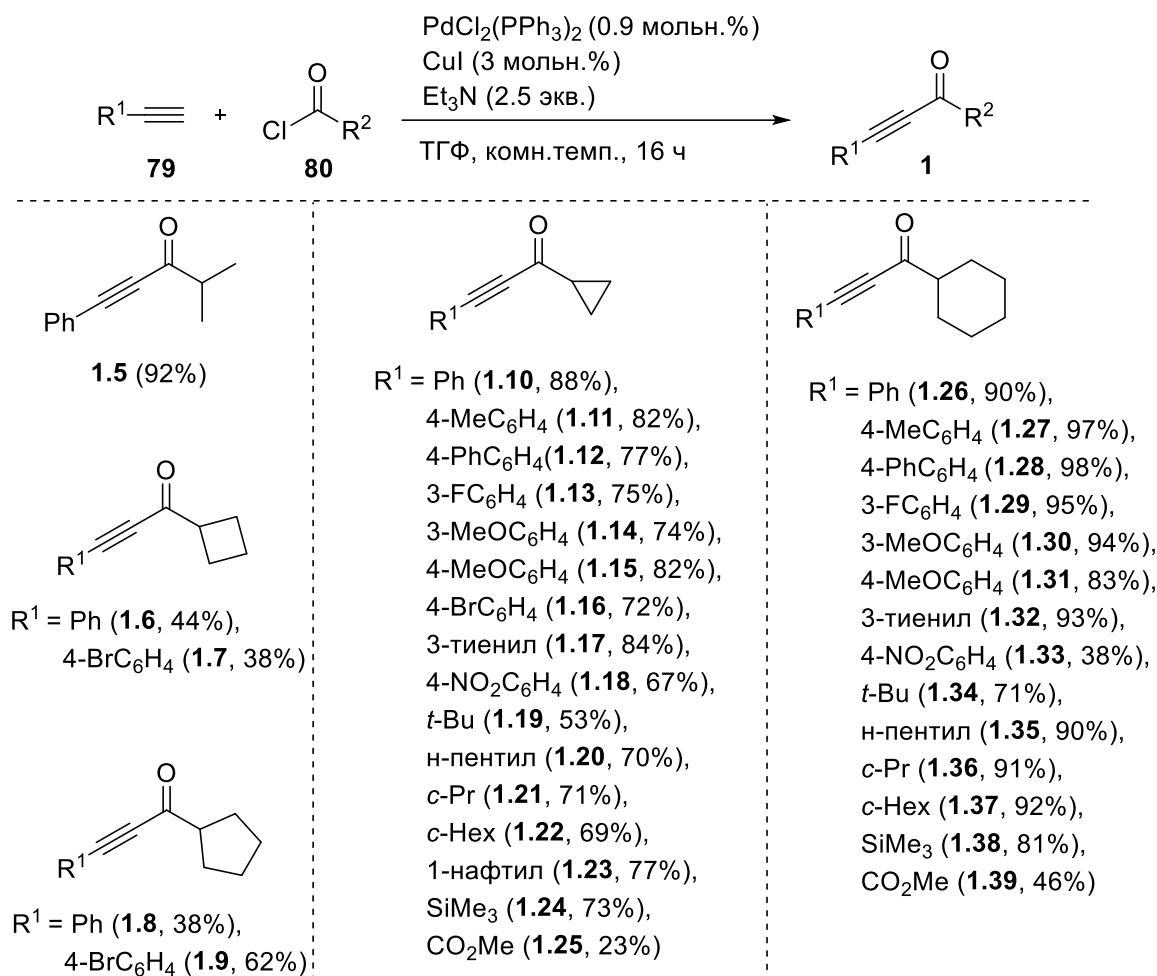 PdCl2(PPh3)2 (0.9 мольн.%)
CuI (3 мольн.%)
Et3N (2.5 экв.)
ТГФ, комн.темп., 16 ч
R1
+
O
Cl
R2
O
R1
R2
79
80
1
O
Ph
1.5 (92%)
O
R1
R1 = Ph (1.6, 44%),
4-BrC6H4 (1.7, 38%)
O
R1
R1 = Ph (1.8, 38%),
4-BrC6H4 (1.9, 62%)
O
R1
R1 = Ph (1.10, 88%),
4-MeC6H4 (1.11, 82%),
4-PhC6H4(1.12, 77%),
3-FC6H4 (1.13, 75%),
3-MeOC6H4 (1.14, 74%),
4-MeOC6H4 (1.15, 82%),
4-BrC6H4 (1.16, 72%),
3-тиенил (1.17, 84%),
4-NO2C6H4 (1.18, 67%),
t-Bu (1.19, 53%),
н-пентил (1.20, 70%),
c-Pr (1.21, 71%),
c-Hex (1.22, 69%),
1-нафтил (1.23, 77%),
SiMe3 (1.24, 73%),
CO2Me (1.25, 23%)
O
R1
R1 = Ph (1.26, 90%),
4-MeC6H4 (1.27, 97%),
4-PhC6H4 (1.28, 98%),
3-FC6H4 (1.29, 95%),
3-MeOC6H4 (1.30, 94%),
4-MeOC6H4 (1.31, 83%),
3-тиенил (1.32, 93%),
4-NO2C6H4 (1.33, 38%),
t-Bu (1.34, 71%),
н-пентил (1.35, 90%),
c-Pr (1.36, 91%),
c-Hex (1.37, 92%),
SiMe3 (1.38, 81%),
CO2Me (1.39, 46%)